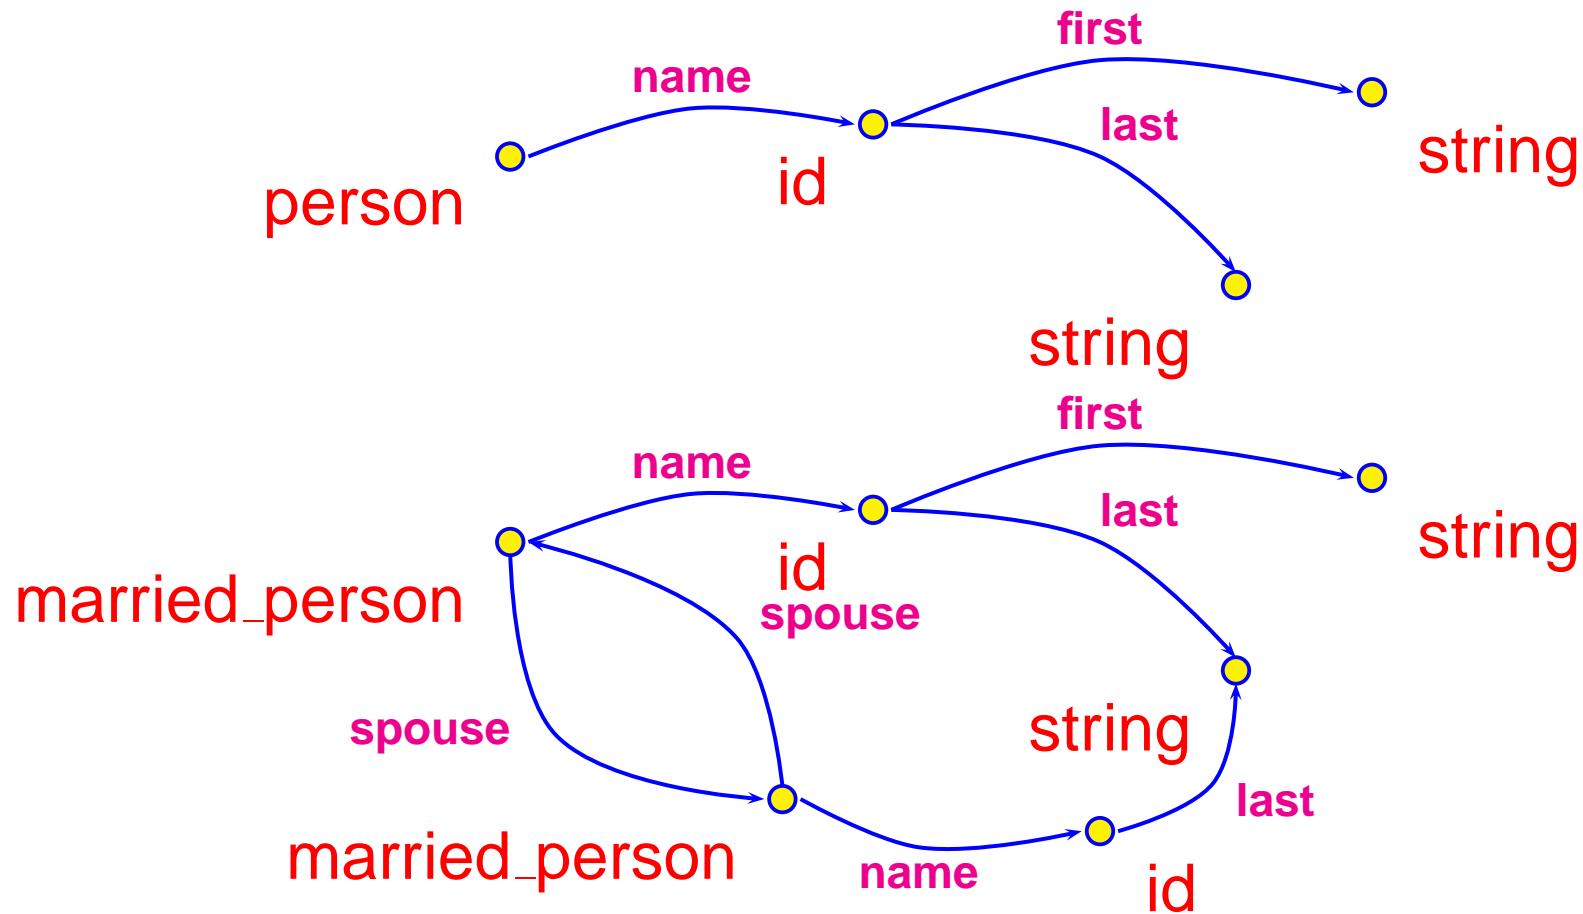 first
name
last
string
id
person
string
first
name
last
string
id
married_person
spouse
string
spouse
last
married_person
name
id